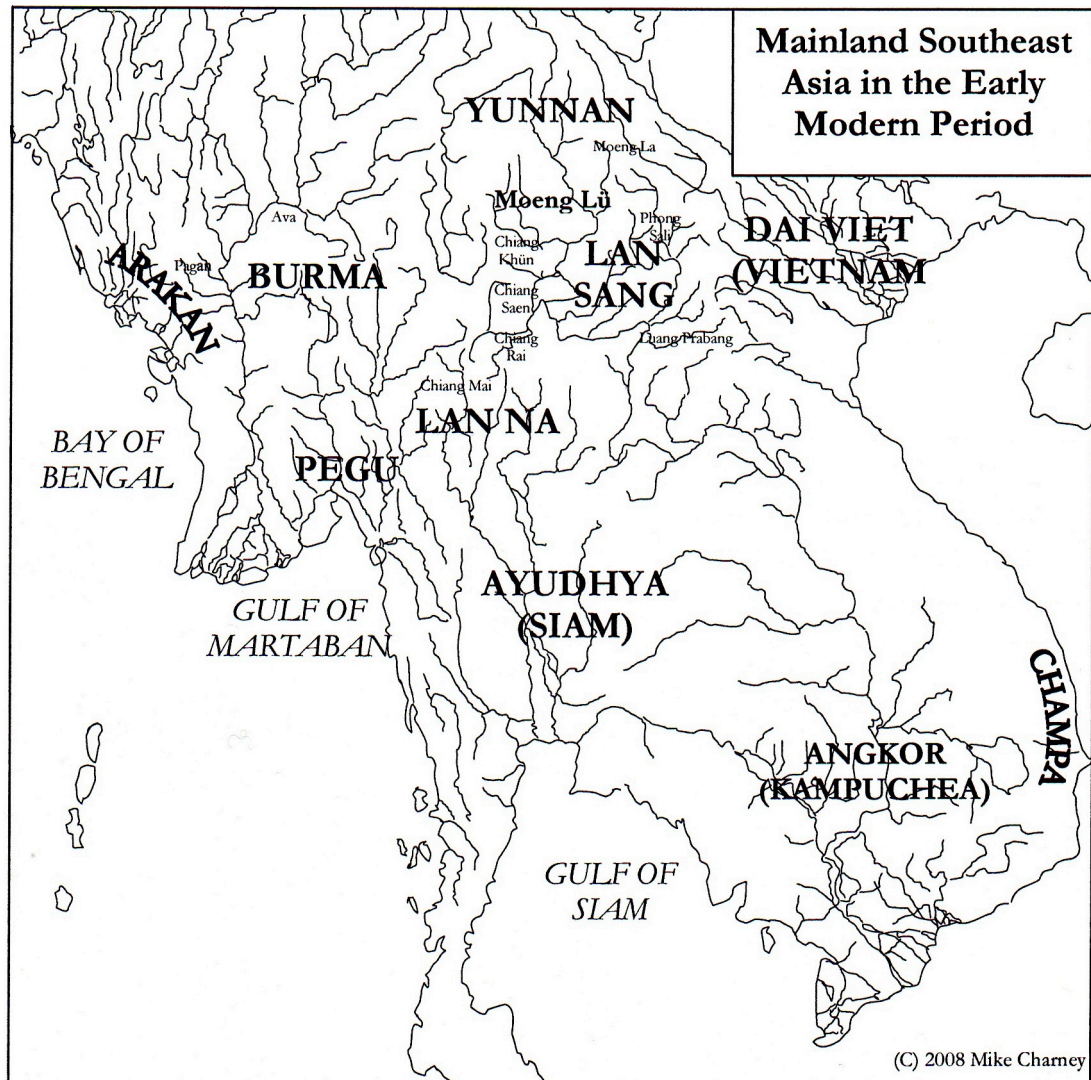 Mainland Southeast
Asia in the Early
Modern Period
YUNNAN
Moeng La
Moeng Lü
Phong
Sali
Ava
Chiang
Khün
LAN
SANG
DAI VIET
(VIETNAM
ARAKAN
Pagan
BURMA
Chiang
Saen
Chiang
Rai
Luang Prabang
Chiang Mai
LAN NA
BAY OF
BENGAL
PEGU
AYUDHYA
(SIAM)
GULF OF
MARTABAN
CHAMPA
ANGKOR
(KAMPUCHEA)
GULF OF
SIAM
(C) 2008 Mike Charney